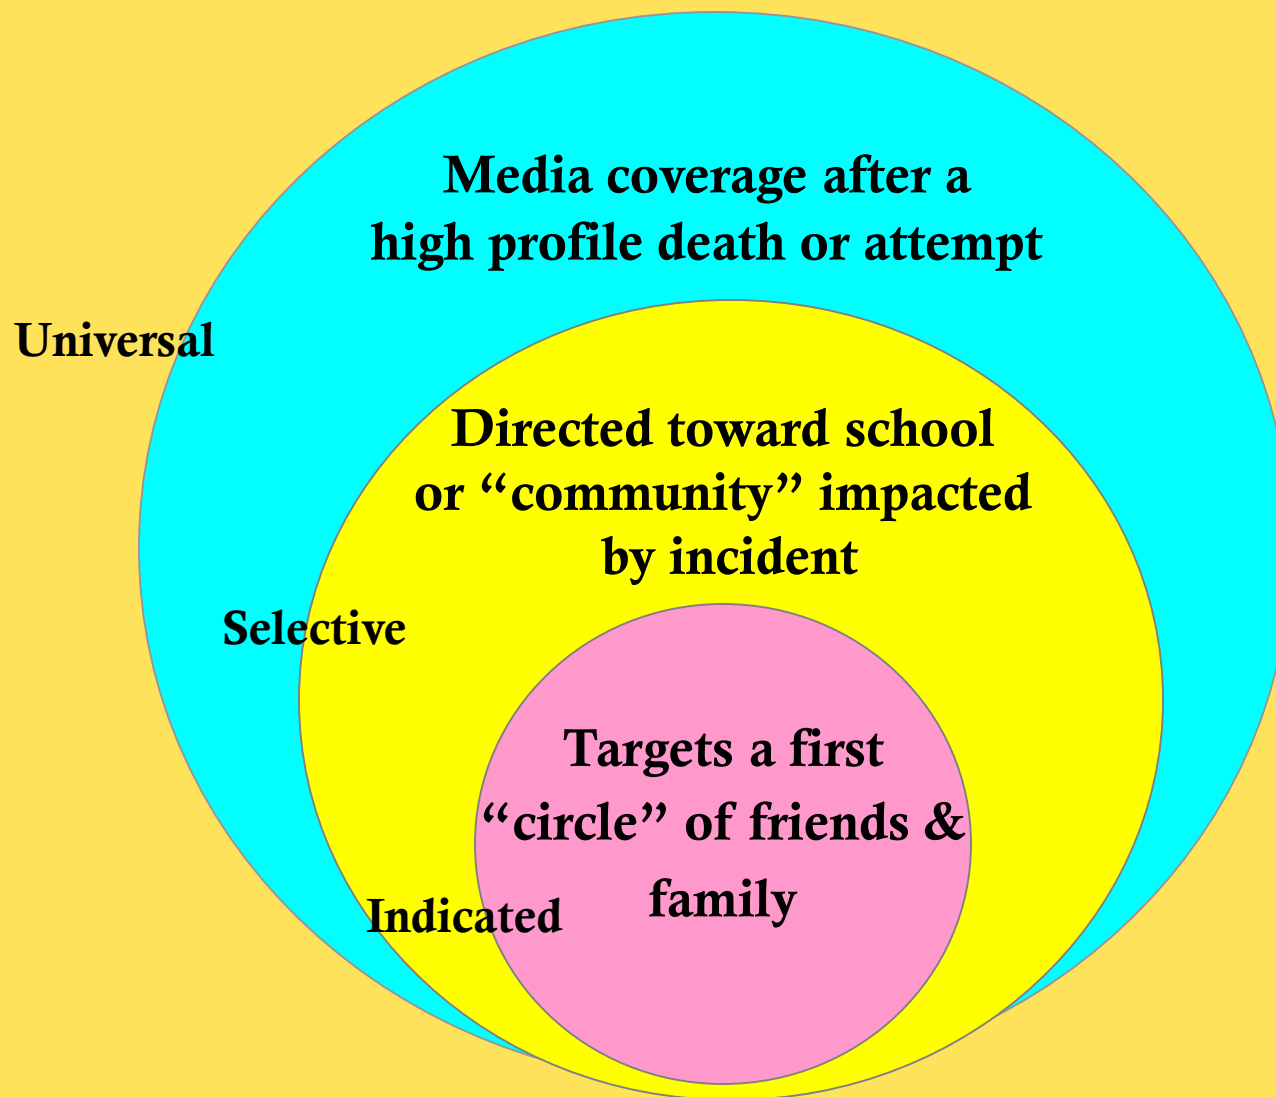 Media coverage after a
high profile death or attempt
Universal
Directed toward school
or “community” impacted
by incident
Selective
Targets a first
“circle” of friends &
family
Indicated